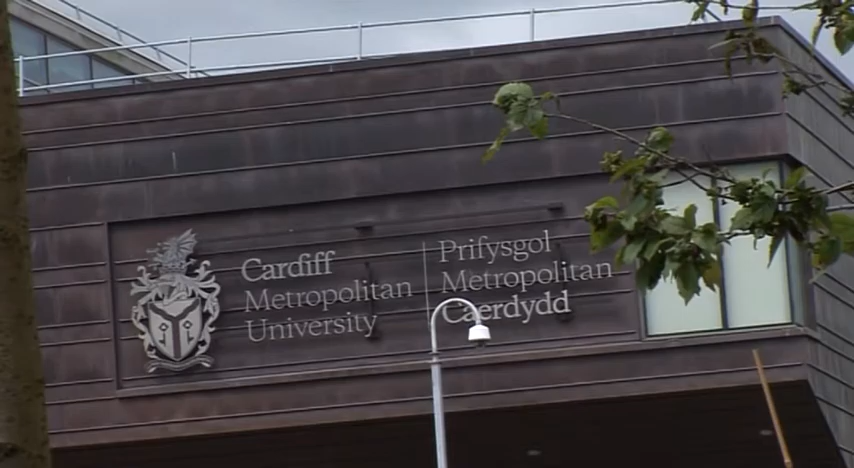 Cardiff
Metropolitan
University
Prifysgol
Metropolitan
Caerdydd